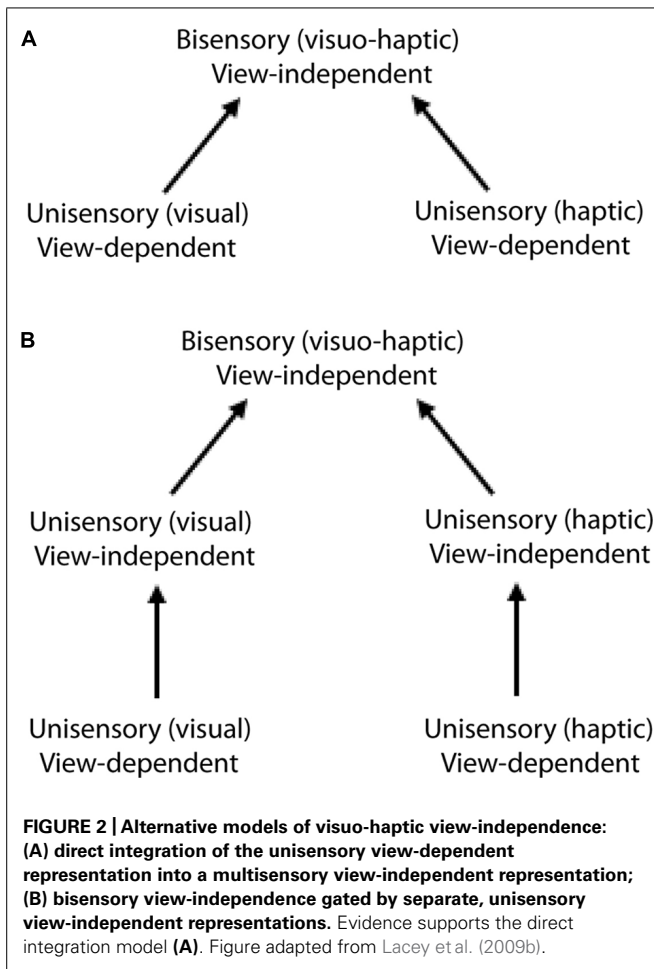 A
Bisensory (visuo-haptic)
View-independent
Unisensory (visual)
View-dependent
Unisensory (haptic)
View-dependent
B
Bisensory (visuo-haptic)
View-independent
Unisensory (visual)
View-independent
Unisensory (haptic)
View-independent
Unisensory (visual)
View-dependent
Unisensory (haptic)
View-dependent
FIGURE 2 | Alternative models of visuo-haptic view-independence:
(A) direct integration of the unisensory view-dependent
representation into a multisensory view-independent representation;
(B) bisensory view-independence gated by separate, unisensory
view-independent representations. Evidence supports the direct
integration model (A). Figure adapted from Lacey et al. (2009b).